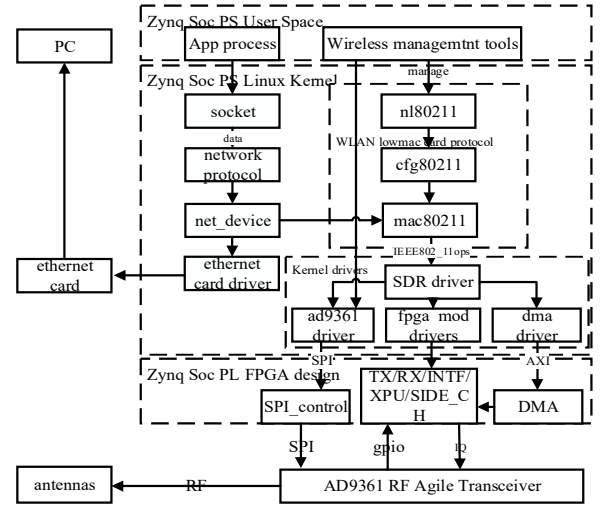 Zynq Soc PS User Space
PC
App process
Wireless managemtnt tools
Zynq Soc PS Linux Kernel
manage
socket
nl80211
data
WLAN lowmac card protocol
network
protocol
cfg80211
net_device
mac80211
IEEE802_11ops
ethernet
card
ethernet
card driver
Kernel drivers
SDR driver
ad9361
driver
fpga_mod
drivers
dma
driver
SPI
AXI
Zynq Soc PL FPGA design
TX/RX/INTF/
XPU/SIDE_C
H
SPI_control
DMA
SPI
gpio
IQ
antennas
RF
AD9361 RF Agile Transceiver